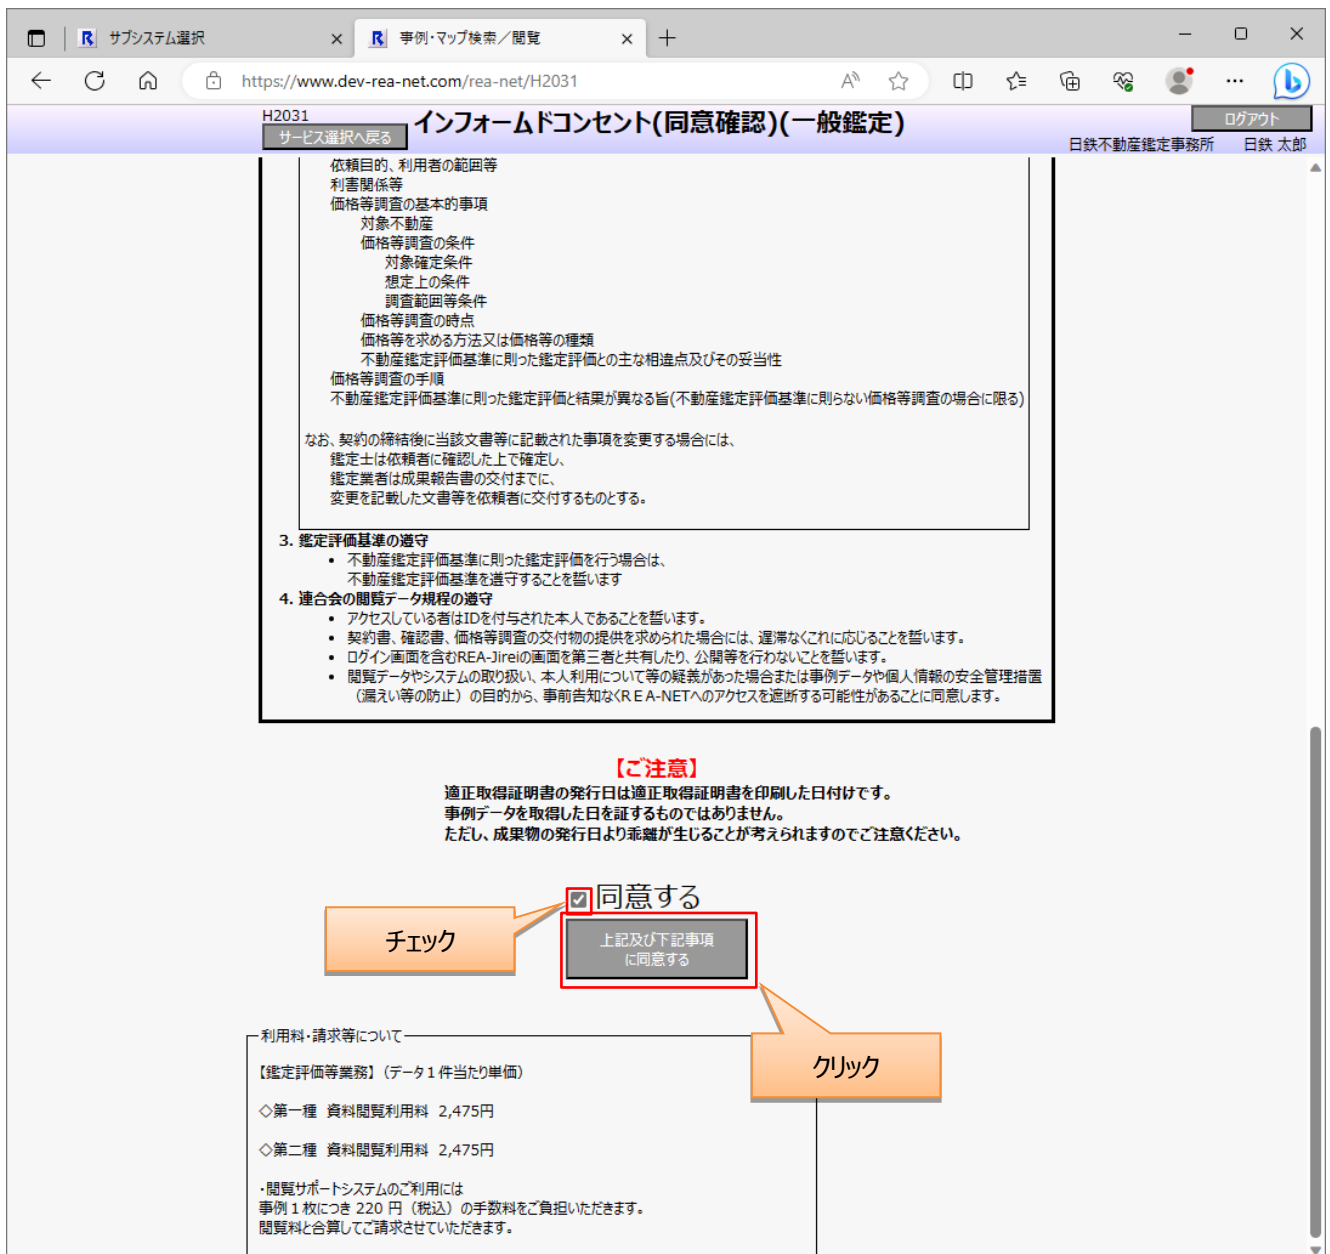 サブシステム選択
事例・マップ検索／閲覧
https://www.dev-rea-net.com/rea-net/H2031
H2031
サービス選択へ戻る
インフォームドコンセント(同意確認)(一般鑑定)
ログアウト
日鉄不動産鑑定事務所 日鉄 太郎
依頼目的、利用者の範囲等
利害関係等
価格等調査の基本的事項
対象不動産
価格等調査の条件
対象確定条件
想定上の条件
調査範囲等条件
価格等調査の時点
価格等を求める方法又は価格等の種類
不動産鑑定評価基準に則った鑑定評価との主な相違点及びその妥当性
価格等調査の手順
不動産鑑定評価基準に則った鑑定評価と結果が異なる旨(不動産鑑定評価基準に則らない価格等調査の場合に限る)
なお、契約の締結後に当該文書等に記載された事項を変更する場合には、
鑑定士は依頼者に確認した上で確定し、
鑑定業者は成果報告書の交付までに、
変更を記載した文書等を依頼者に交付するものとする。
3. 鑑定評価基準の遵守
• 不動産鑑定評価基準に則った鑑定評価を行う場合は、
不動産鑑定評価基準を遵守することを誓います
4. 連合会の閲覧データ規程の遵守
• アクセスしている者はIDを付与された本人であることを誓います。
• 契約書、確認書、価格等調査の交付物の提供を求められた場合には、遅滞なくこれに応じることを誓います。
• ログイン画面を含むREA-Jireiの画面を第三者と共有したり、公開等を行わないことを誓います。
• 閲覧データやシステムの取り扱い、本人利用について等の疑義があった場合または事例データや個人情報の安全管理措置
（漏えい等の防止）の目的から、事前告知なくＲＥＡ-NETへのアクセスを遮断する可能性があることに同意します。
【ご注意】
適正取得証明書の発行日は適正取得証明書を印刷した日付けです。
事例データを取得した日を証するものではありません。
ただし、成果物の発行日より乖離が生じることが考えられますのでご注意ください。
同意する
チェック
上記及び下記事項
に同意する
クリック
利用料・請求等について
【鑑定評価等業務】（データ１件当たり単価）
◇第一種 資料閲覧利用料 2,475円
◇第二種 資料閲覧利用料 2,475円
・閲覧サポートシステムのご利用には
事例１枚につき 220 円（税込）の手数料をご負担いただきます。
閲覧料と合算してご請求させていただきます。